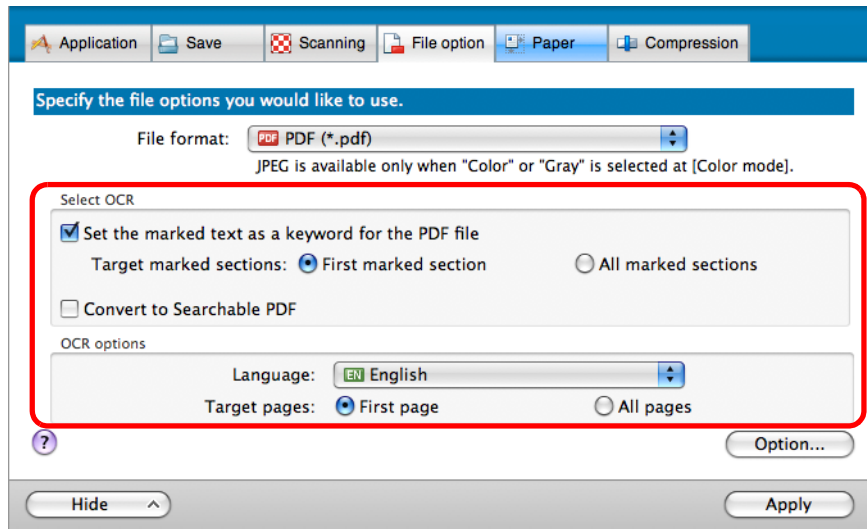 Application Save Scanning File option Paper Compression
Specify the file options you would like to use.
File format: PDF PDF (*.pdf)
JPEG is available only when "Color" or "Gray" is selected at [Color mode].
Select OCR
Set the marked text as a keyword for the PDF file
Target marked sections: First marked section All marked sections
Convert to Searchable PDF
OCR options
Language: EN English
Target pages: First page All pages
? Option...
Hide Apply